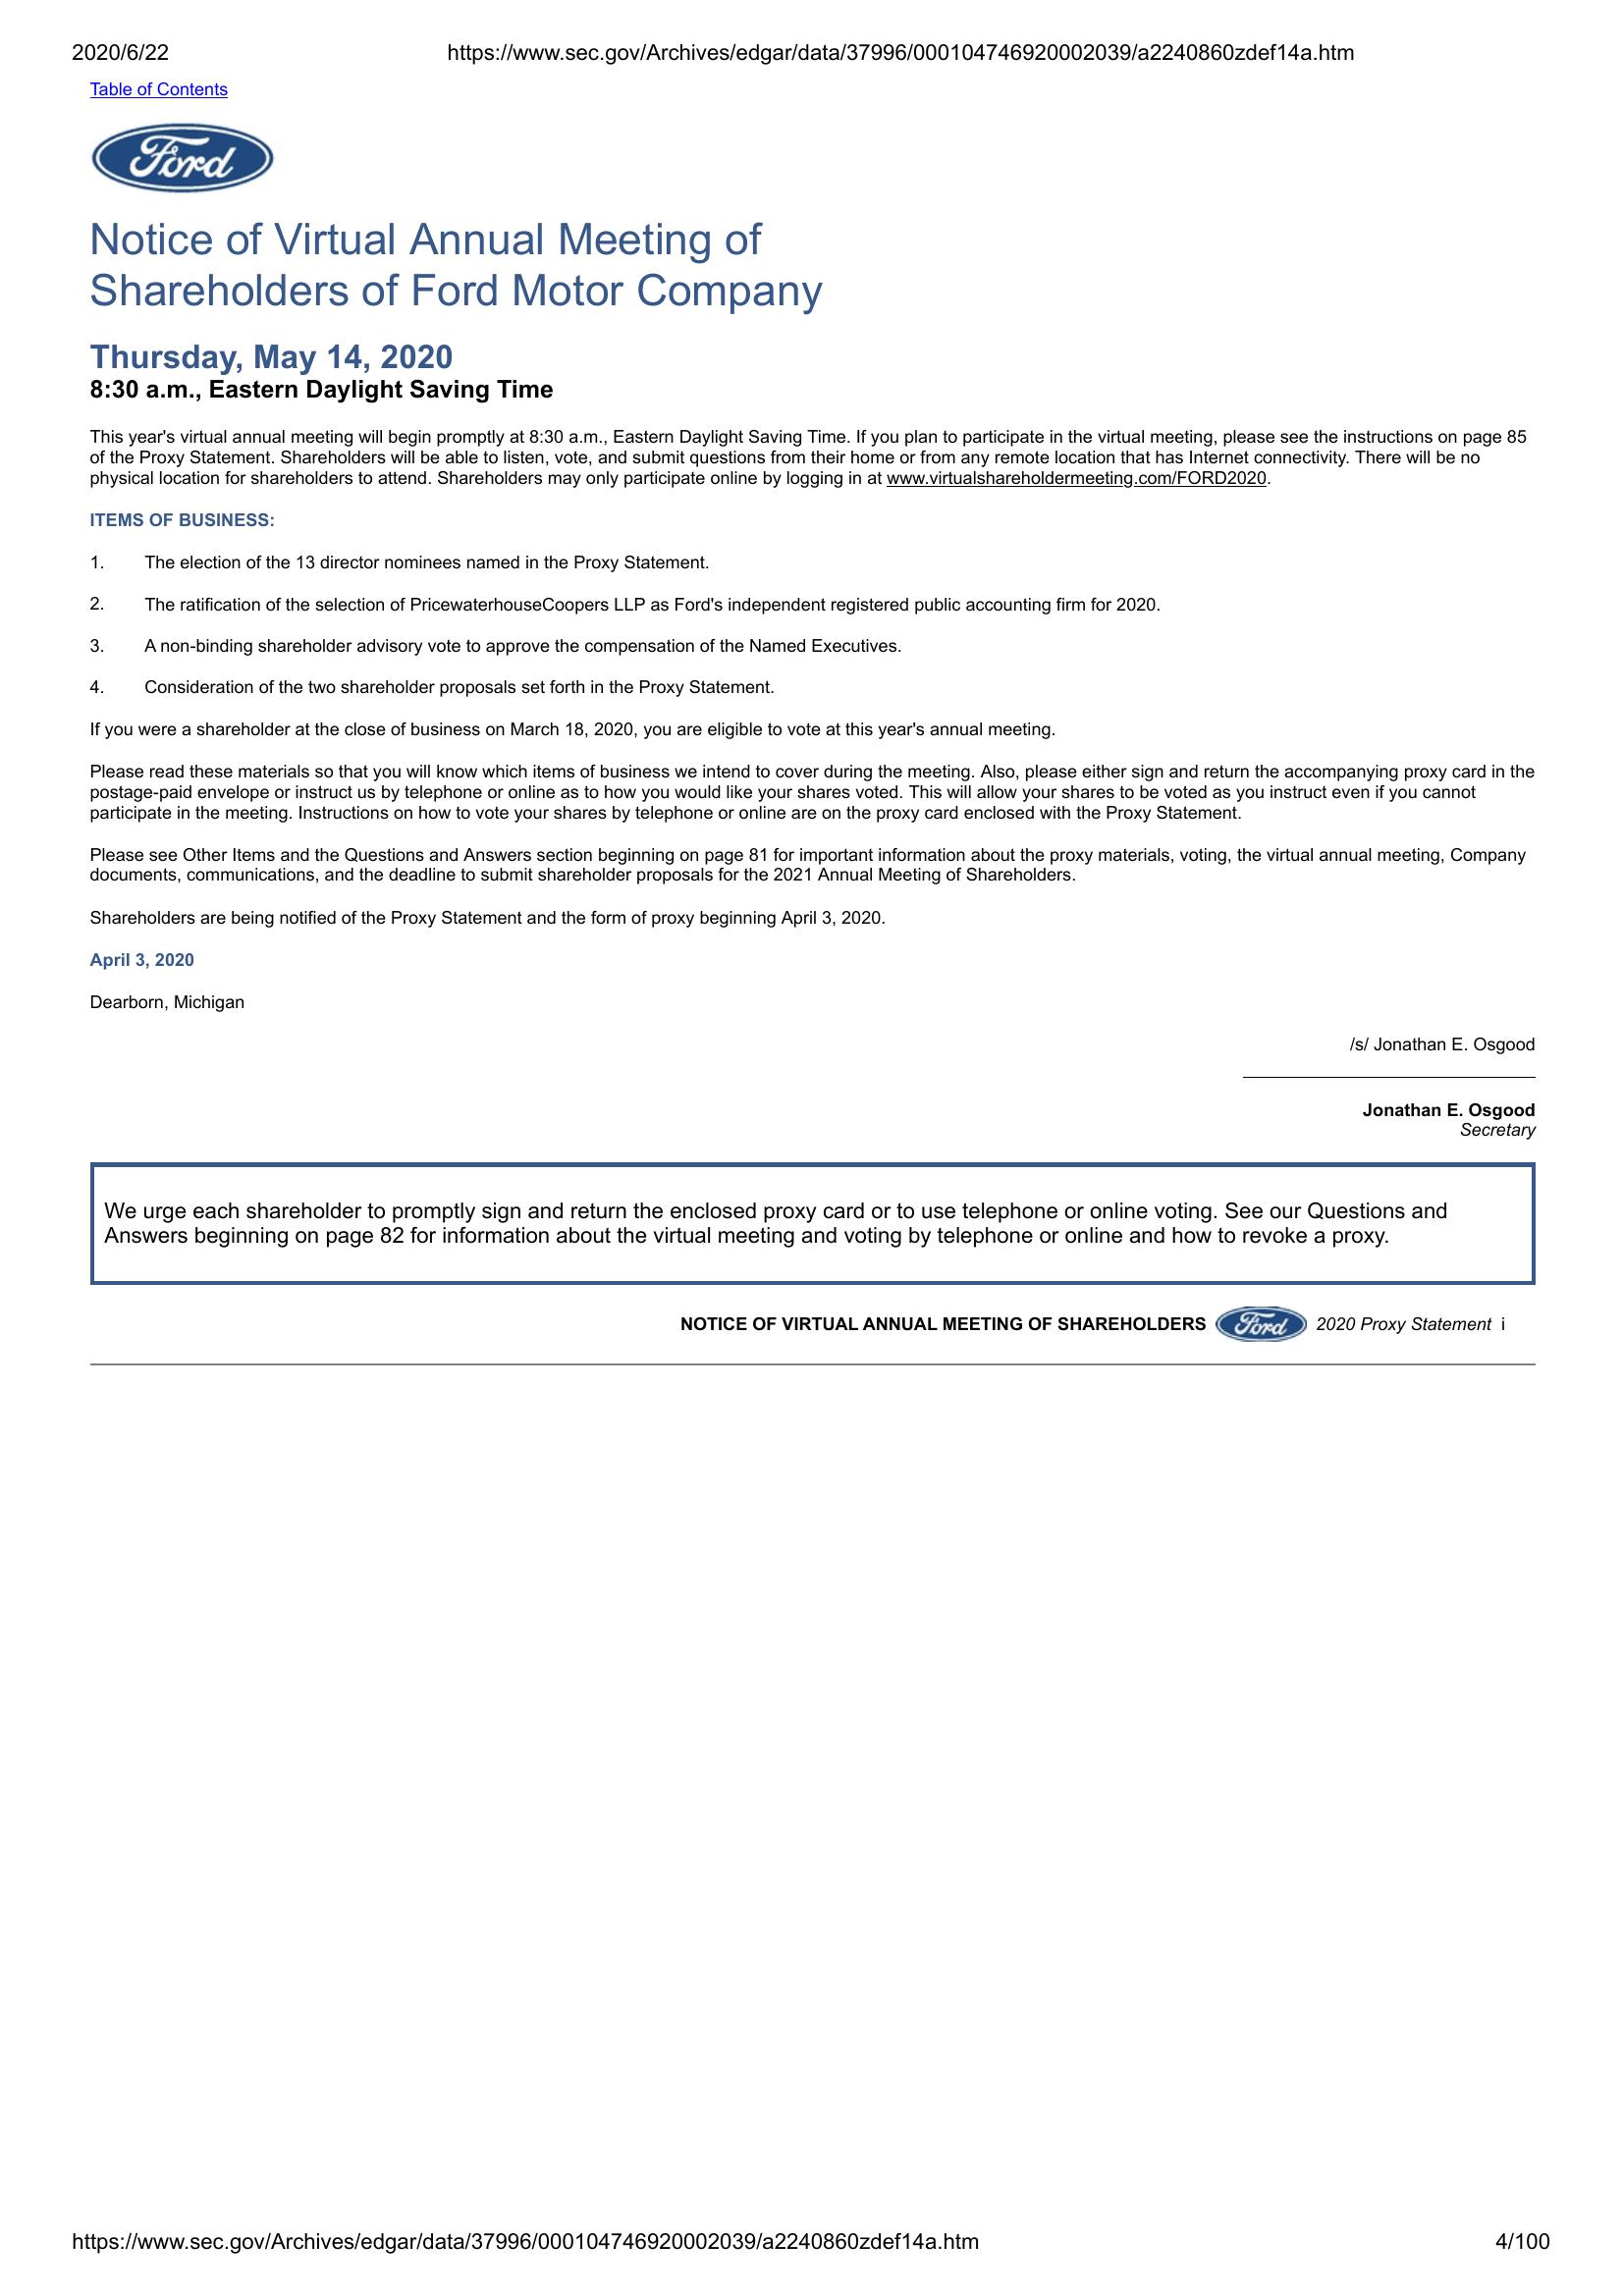 2020/6/22 https://www.sec.gov/Archives/edgar/data/37996/000104746920002039/a2240860zdef14a.htm
Table of Contents
Ford
Notice of Virtual Annual Meeting of
Shareholders of Ford Motor Company
Thursday, May 14, 2020
8:30 a.m., Eastern Daylight Saving Time
This year's virtual annual meeting will begin promptly at 8:30 a.m., Eastern Daylight Saving Time. If you plan to participate in the virtual meeting, please see the instructions on page 85
of the Proxy Statement. Shareholders will be able to listen, vote, and submit questions from their home or from any remote location that has Internet connectivity. There will be no
physical location for shareholders to attend. Shareholders may only participate online by logging in at www.virtualshareholdermeeting.com/FORD2020.
ITEMS OF BUSINESS:
1. The election of the 13 director nominees named in the Proxy Statement.
2. The ratification of the selection of PricewaterhouseCoopers LLP as Ford's independent registered public accounting firm for 2020.
3. A non-binding shareholder advisory vote to approve the compensation of the Named Executives.
4. Consideration of the two shareholder proposals set forth in the Proxy Statement.
If you were a shareholder at the close of business on March 18, 2020, you are eligible to vote at this year's annual meeting.
Please read these materials so that you will know which items of business we intend to cover during the meeting. Also, please either sign and return the accompanying proxy card in the
postage-paid envelope or instruct us by telephone or online as to how you would like your shares voted. This will allow your shares to be voted as you instruct even if you cannot
participate in the meeting. Instructions on how to vote your shares by telephone or online are on the proxy card enclosed with the Proxy Statement.
Please see Other Items and the Questions and Answers section beginning on page 81 for important information about the proxy materials, voting, the virtual annual meeting, Company
documents, communications, and the deadline to submit shareholder proposals for the 2021 Annual Meeting of Shareholders.
Shareholders are being notified of the Proxy Statement and the form of proxy beginning April 3, 2020.
April 3, 2020
Dearborn, Michigan
/s/ Jonathan E. Osgood
Jonathan E. Osgood
Secretary
We urge each shareholder to promptly sign and return the enclosed proxy card or to use telephone or online voting. See our Questions and
Answers beginning on page 82 for information about the virtual meeting and voting by telephone or online and how to revoke a proxy.
NOTICE OF VIRTUAL ANNUAL MEETING OF SHAREHOLDERS Ford 2020 Proxy Statement i
https://www.sec.gov/Archives/edgar/data/37996/000104746920002039/a2240860zdef14a.htm 4/100